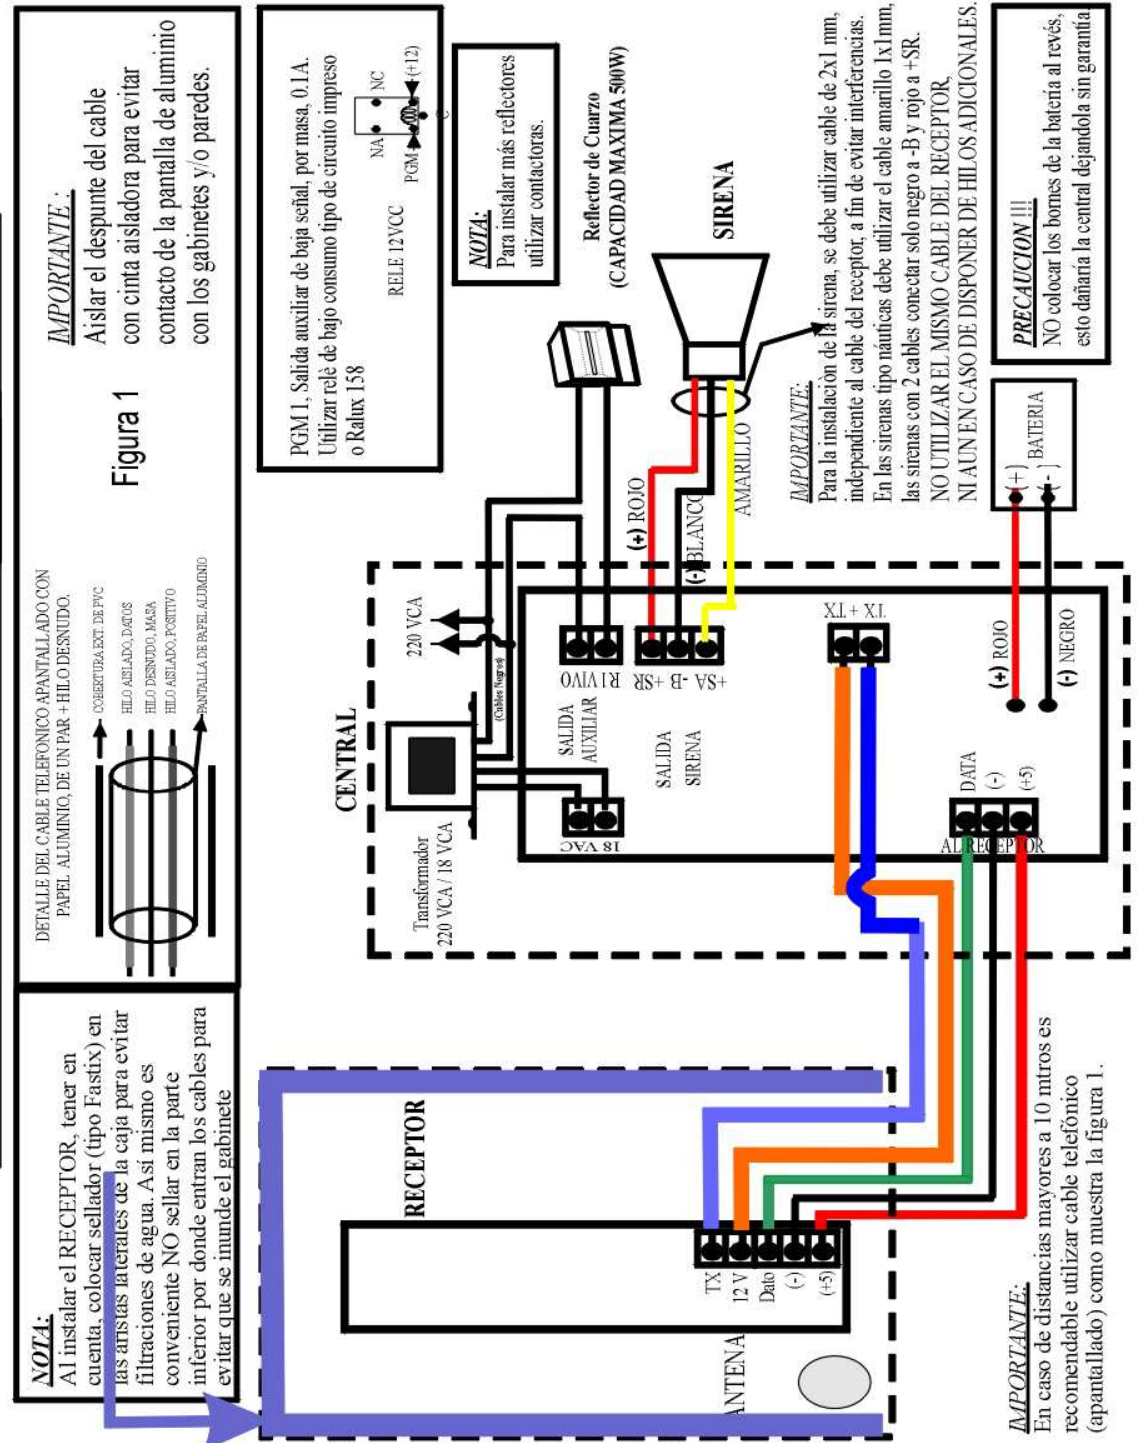 NOTA:
Al instalar el RECEPTOR, tener en
cuenta, colocar sellador (tipo Fastix) en
las aristas laterales de la caja para evitar
filtraciones de agua. Así mismo es
conveniente NO sellar en la parte
inferior por donde entran los cables para
evitar que se inunde el gabinete
DETALLE DEL CABLE TELEFONICO APANTALLADO CON
PAPEL ALUMINIO, DE UN PAR + HILO DESNUDO.
COBERTURA EXT. DE PVC
HILO AISLADO, DATOS
HILO DESNUDO, MASA
HILO AISLADO, POSITIVO
PANTALLA DE PAPEL ALUMINIO
Figura 1
IMPORTANTE :
Aislar el despunte del cable
con cinta aisladora para evitar
contacto de la pantalla de aluminio
con los gabinetes y/o paredes.
PGM 1, Salida auxiliar de baja señal, por masa, 0.1A.
Utilizar relè de bajo consumo tipo de circuito impreso
o Ralux 158
RELE 12VCC
NA
NC
PGM
(+12)
C
NOTA:
Para instalar más reflectores
utilizar contactoras.
Reflector de Cuarzo
(CAPACIDAD MAXIMA 500W)
SIRENA
CENTRAL
Transformador
220 VCA / 18 VCA
220 VCA
(Cables Negros)
18 VAC
SALIDA
AUXILIAR
R1 VIVO
SALIDA
SIRENA
+SA -B +SR
(+) ROJO
(-) BLANCO
AMARILLO
IMPORTANTE:
Para la instalaciòn de la sirena, se debe utilizar cable de 2x1 mm,
independiente al cable del receptor, a fin de evitar interferencias.
En las sirenas tipo náuticas debe utilizar el cable amarillo 1x1mm,
las sirenas con 2 cables conectar solo negro a -B y rojo a +SR.
NO UTILIZAR EL MISMO CABLE DEL RECEPTOR,
NI AUN EN CASO DE DISPONER DE HILOS ADICIONALES.
TX + TX
DATA
(-)
(+5)
AL RECEPTOR
(+) ROJO
(-) NEGRO
(+)
(-)
BATERIA
PRECAUCION !!!
NO colocar los bornes de la batería al revés,
esto dañaría la central dejandola sin garantía.
RECEPTOR
TX
12 V
Dato
(-)
(+5)
ANTENA
IMPORTANTE:
En caso de distancias mayores a 10 mtros es
recomendable utilizar cable telefónico
(apantallado) como muestra la figura 1.